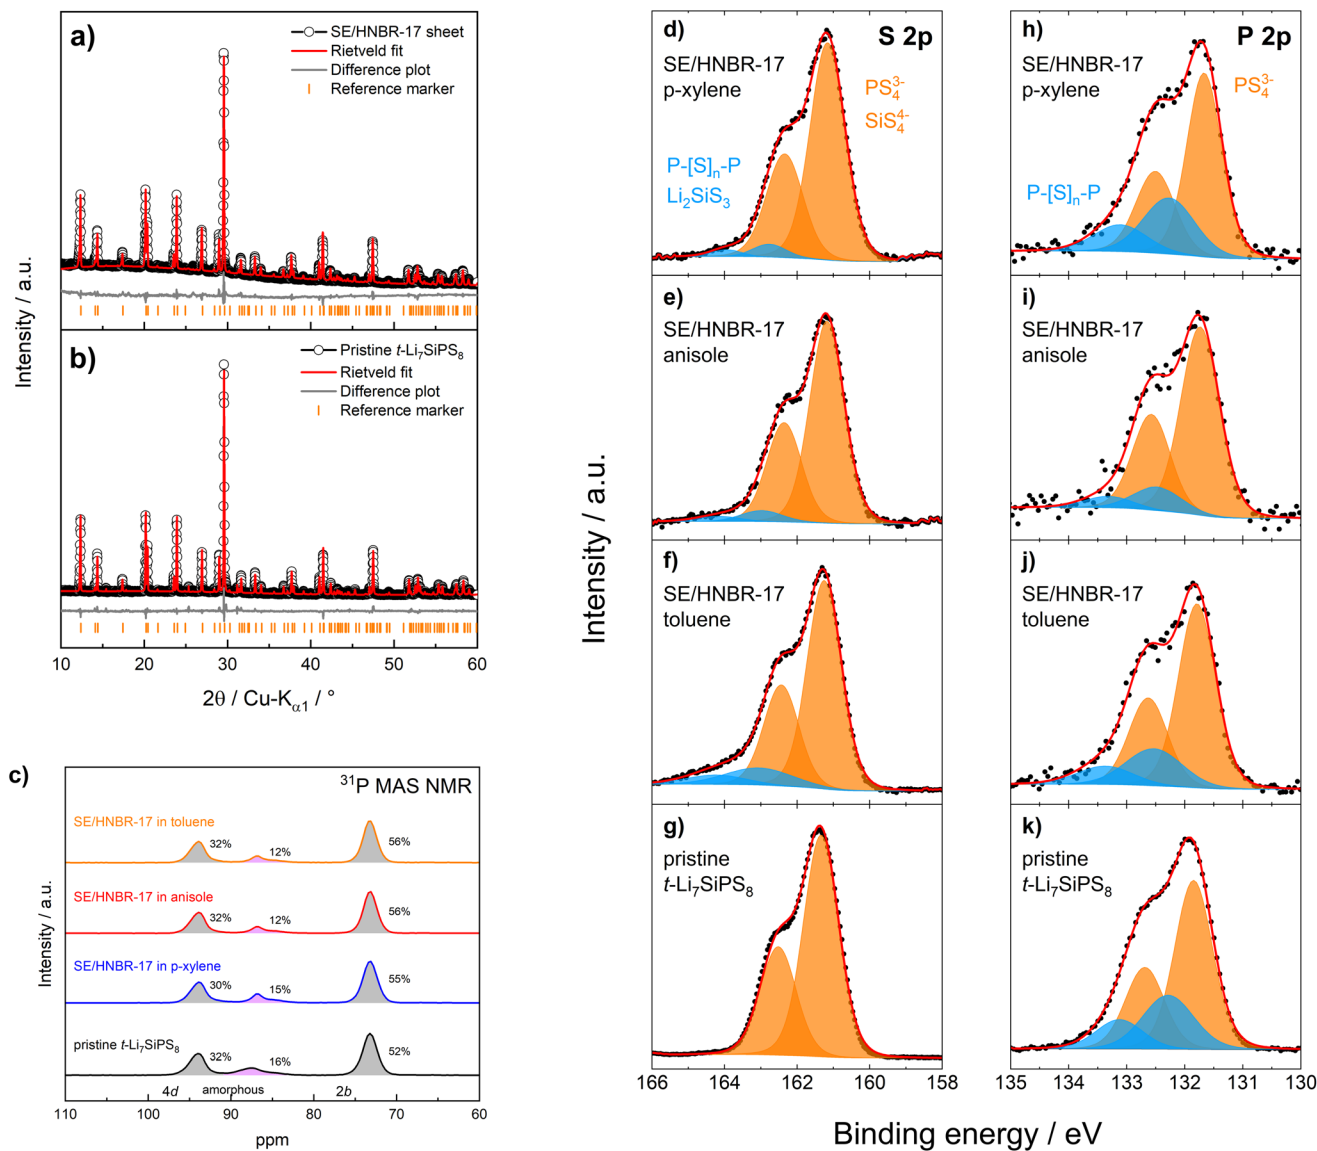 a)
SE/HNBR-17 sheet
Rietveld fit
Difference plot
Reference marker
b)
Pristine t-Li₇SiPS₈
Rietveld fit
Difference plot
Reference marker
Intensity / a.u.
10 20 30 40 50 60
2θ / Cu-Kα1 / °
c)
³¹P MAS NMR
SE/HNBR-17 in toluene
32% 12% 56%
SE/HNBR-17 in anisole
32% 12% 56%
SE/HNBR-17 in p-xylene
30% 15% 55%
pristine t-Li₇SiPS₈
32% 16% 52%
4d amorphous 2b
Intensity / a.u.
110 100 90 80 70 60
ppm
d)
S 2p
SE/HNBR-17
p-xylene
PS₄³⁻
SiS₄⁴⁻
P-[S]ₙ-P
Li₂SiS₃
e)
SE/HNBR-17
anisole
f)
SE/HNBR-17
toluene
g)
pristine
t-Li₇SiPS₈
166 164 162 160 158
h)
P 2p
SE/HNBR-17
p-xylene
PS₄³⁻
P-[S]ₙ-P
i)
SE/HNBR-17
anisole
j)
SE/HNBR-17
toluene
k)
pristine
t-Li₇SiPS₈
135 134 133 132 131 130
Intensity / a.u.
Binding energy / eV